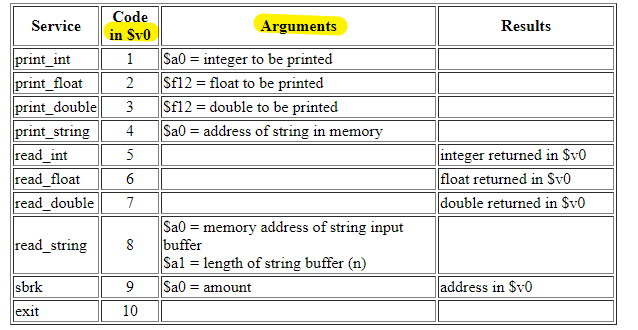 Service Code in $v0 Arguments Results
print_int 1 $a0 = integer to be printed
print_float 2 $f12 = float to be printed
print_double 3 $f12 = double to be printed
print_string 4 $a0 = address of string in memory
read_int 5 integer returned in $v0
read_float 6 float returned in $v0
read_double 7 double returned in $v0
read_string 8 $a0 = memory address of string input
buffer
$a1 = length of string buffer (n)
sbrk 9 $a0 = amount address in $v0
exit 10